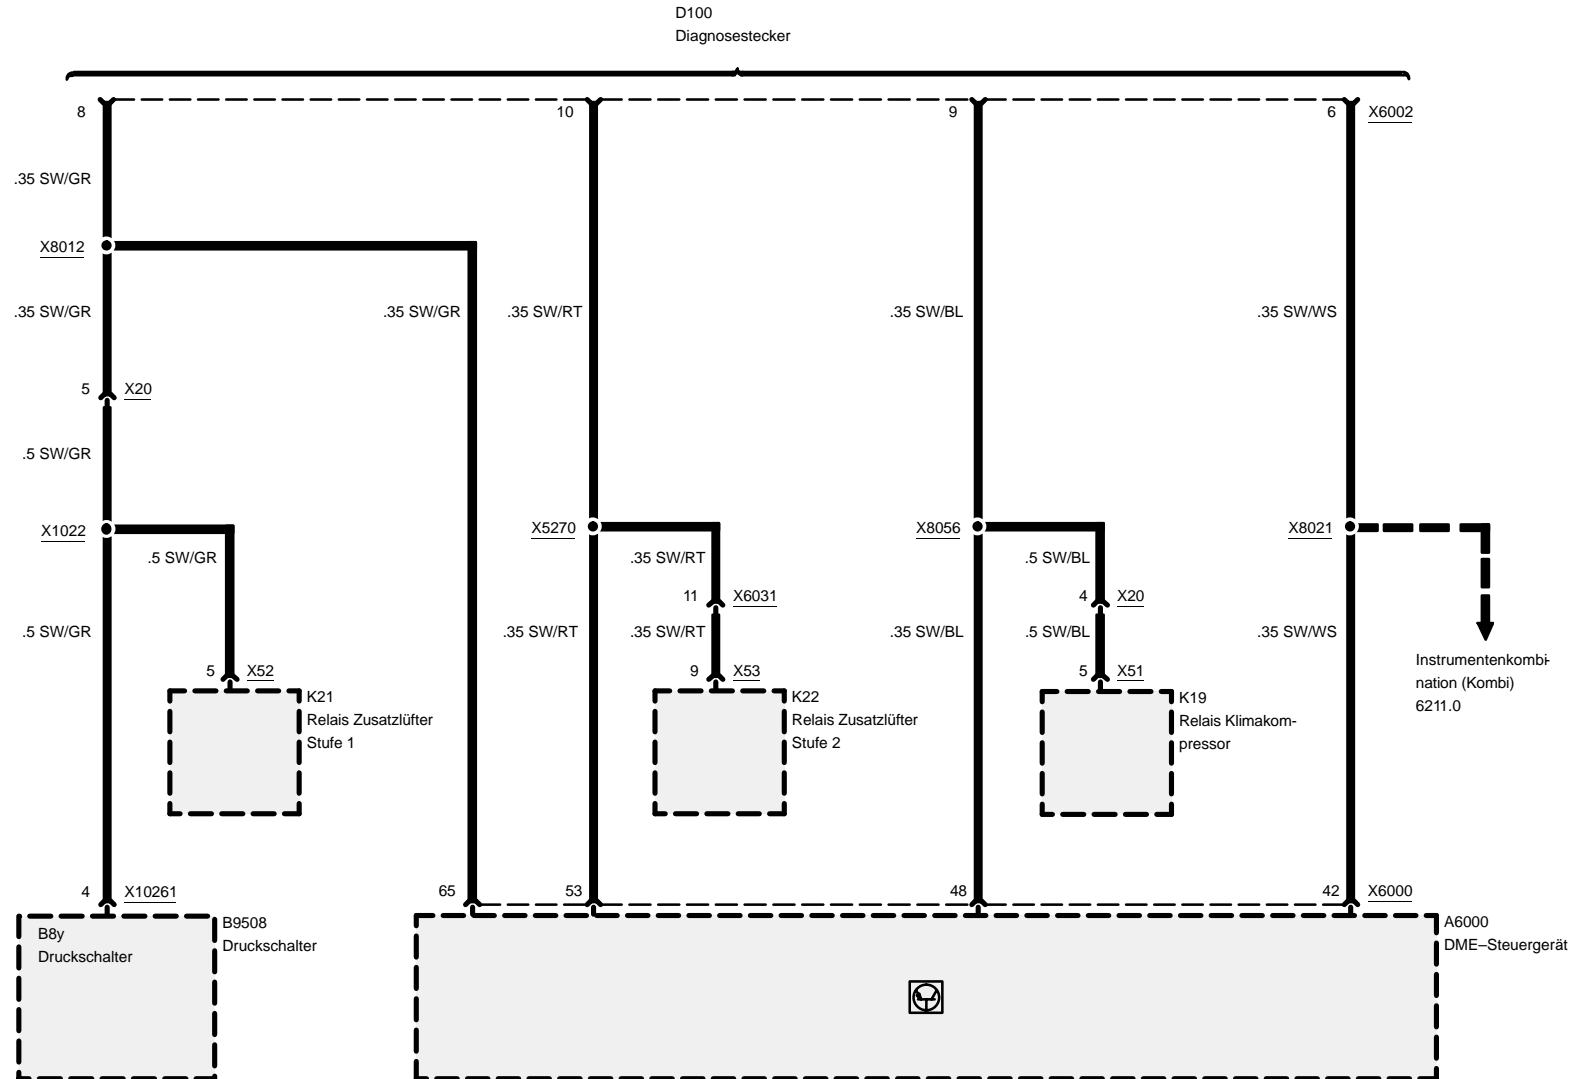 D100
Diagnosestecker
8
10
9
6
X6002
.35 SW/GR
X8012
.35 SW/GR
.35 SW/GR
.35 SW/RT
.35 SW/BL
.35 SW/WS
5
X20
.5 SW/GR
X1022
X5270
X8056
X8021
.5 SW/GR
.35 SW/RT
.5 SW/BL
11
X6031
4
X20
.5 SW/GR
.35 SW/RT
.35 SW/RT
.35 SW/BL
.5 SW/BL
.35 SW/WS
5
X52
9
X53
5
X51
Instrumentenkombi-
nation (Kombi)
6211.0
K21
Relais Zusatzlüfter
Stufe 1
K22
Relais Zusatzlüfter
Stufe 2
K19
Relais Klimakom-
pressor
4
X10261
65
53
48
42
X6000
B8y
Druckschalter
B9508
Druckschalter
A6000
DME–Steuergerät